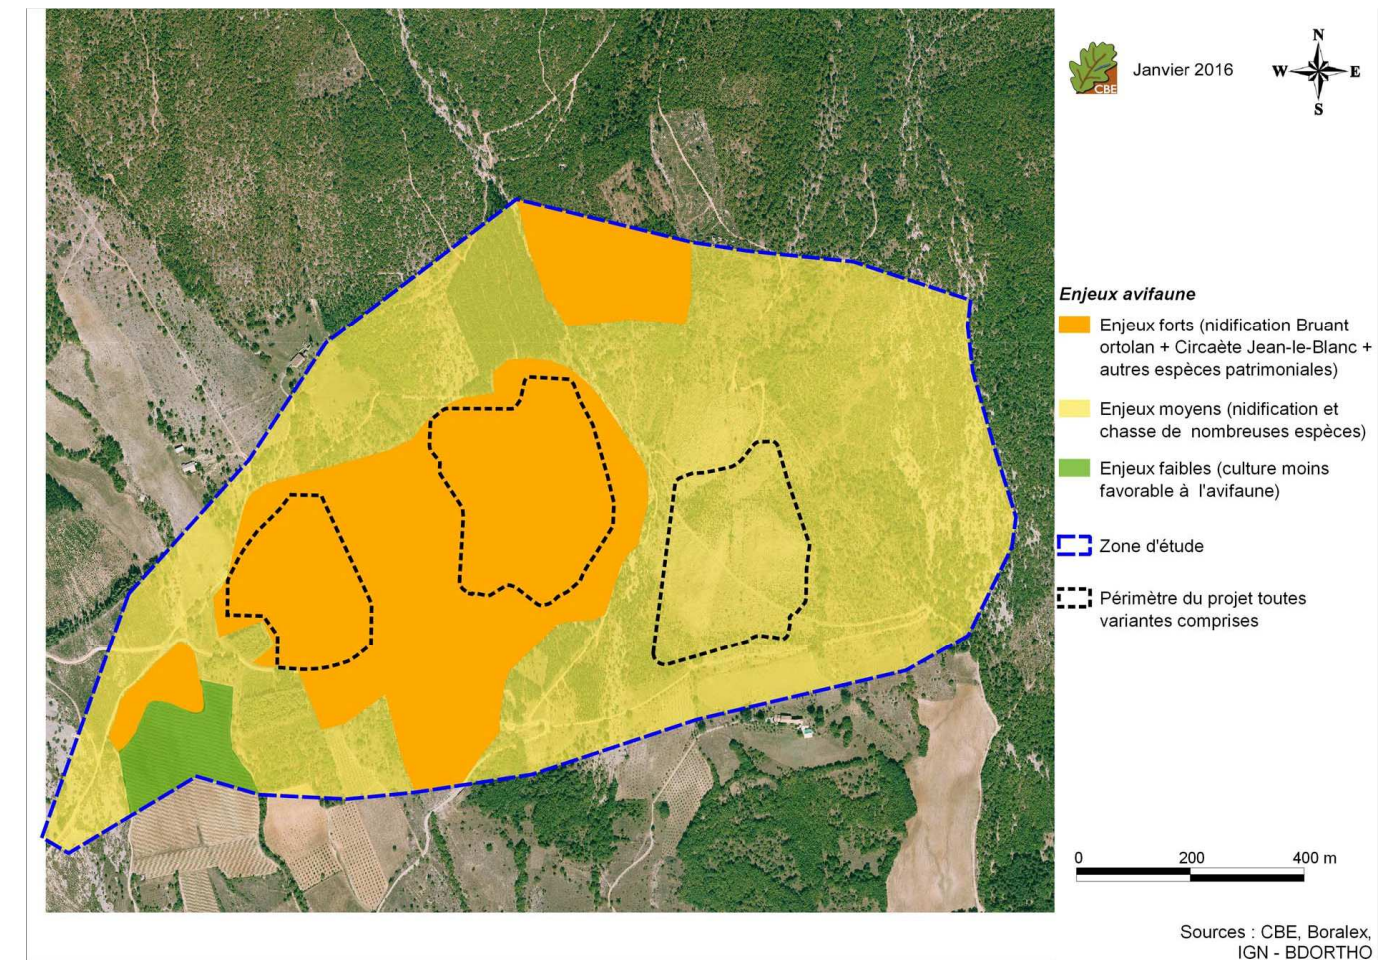 CBE
Janvier 2016
N
W E
S
Enjeux avifaune
Enjeux forts (nidification Bruant
ortolan + Circaète Jean-le-Blanc +
autres espèces patrimoniales)
Enjeux moyens (nidification et
chasse de nombreuses espèces)
Enjeux faibles (culture moins
favorable à l'avifaune)
Zone d'étude
Périmètre du projet toutes
variantes comprises
0 200 400 m
Sources : CBE, Boralex,
IGN - BDORTHO